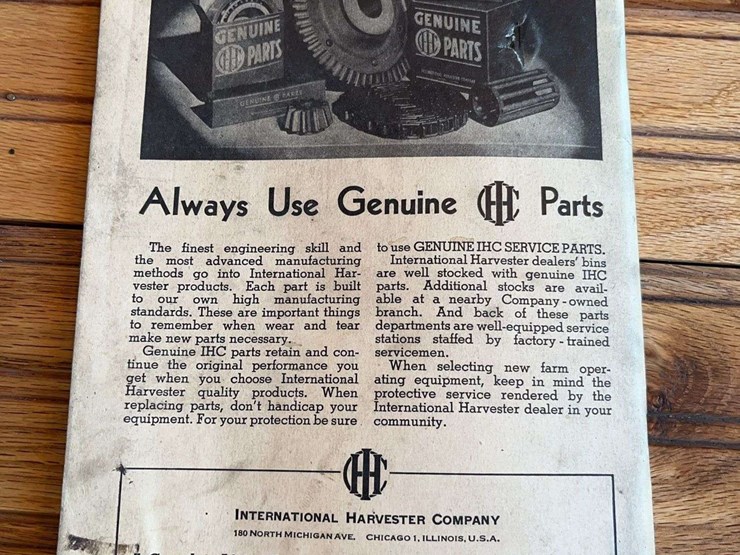 GENUINE
IHC PARTS
GENUINE IHC PARTS
GENUINE
IHC PARTS
Always Use Genuine IHC Parts
The finest engineering skill and
the most advanced manufacturing
methods go into International Har-
vester products. Each part is built
to our own high manufacturing
standards. These are important things
to remember when wear and tear
make new parts necessary.
Genuine IHC parts retain and con-
tinue the original performance you
get when you choose International
Harvester quality products. When
replacing parts, don't handicap your
equipment. For your protection be sure
to use GENUINE IHC SERVICE PARTS.
International Harvester dealers' bins
are well stocked with genuine IHC
parts. Additional stocks are avail-
able at a nearby Company-owned
branch. And back of these parts
departments are well-equipped service
stations staffed by factory-trained
servicemen.
When selecting new farm oper-
ating equipment, keep in mind the
protective service rendered by the
International Harvester dealer in your
community.
IHC
INTERNATIONAL HARVESTER COMPANY
180 NORTH MICHIGAN AVE. CHICAGO 1, ILLINOIS, U.S.A.